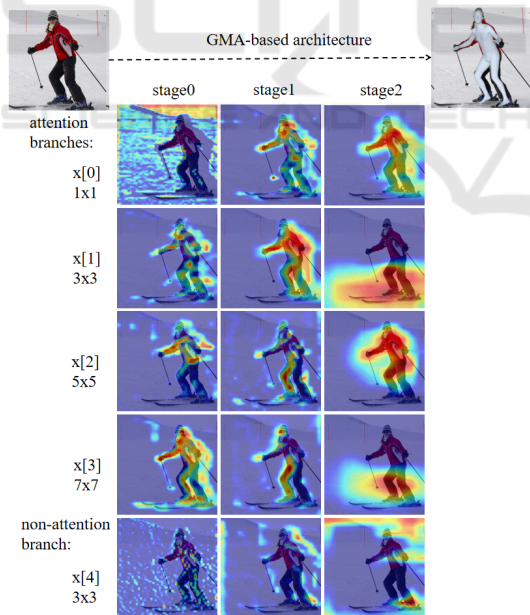 GMA-based architecture
stage0 stage1 stage2
attention
branches:
x[0]
1x1
x[1]
3x3
x[2]
5x5
x[3]
7x7
non-attention
branch:
x[4]
3x3